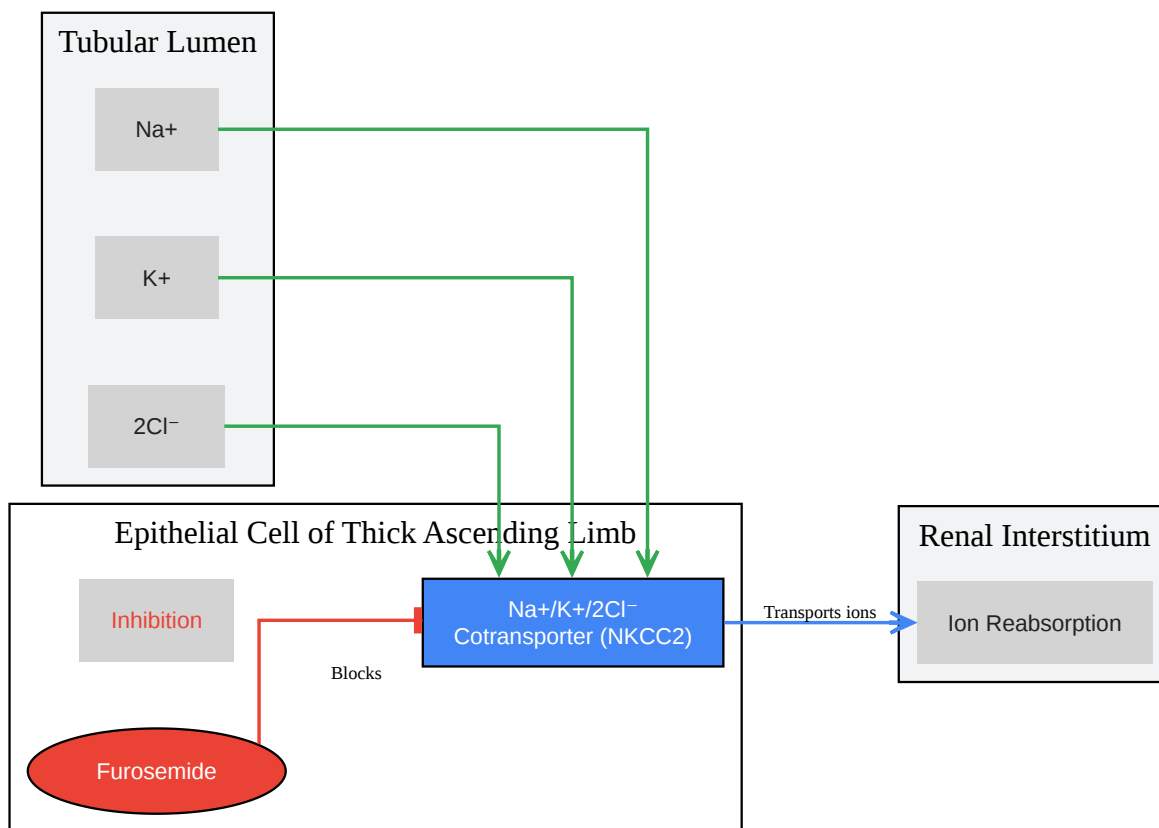 Tubular Lumen
Na+
K+
2Cl⁻
Epithelial Cell of Thick Ascending Limb
Inhibition
Na+/K+/2Cl⁻
Cotransporter (NKCC2)
Blocks
Furosemide
Transports ions
Renal Interstitium
Ion Reabsorption